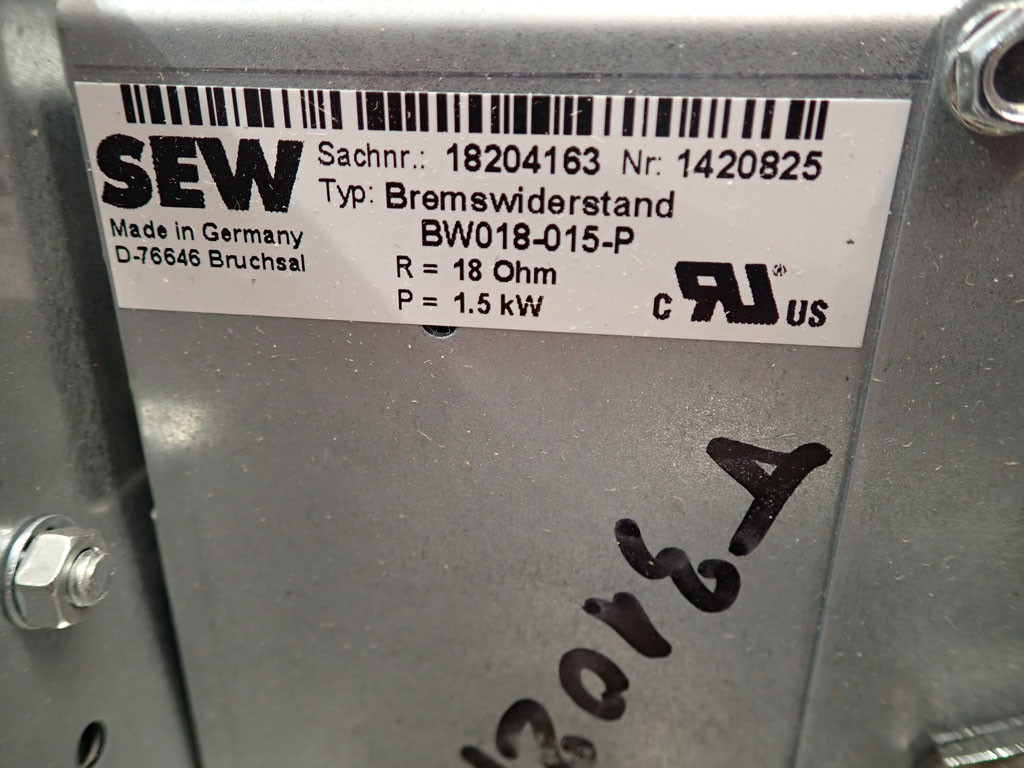 SEW
Sachnr.: 18204163 Nr: 1420825
Typ: Bremswiderstand
BW018-015-P
R = 18 Ohm
P = 1.5 kW
Made in Germany
D-76646 Bruchsal
c RU US